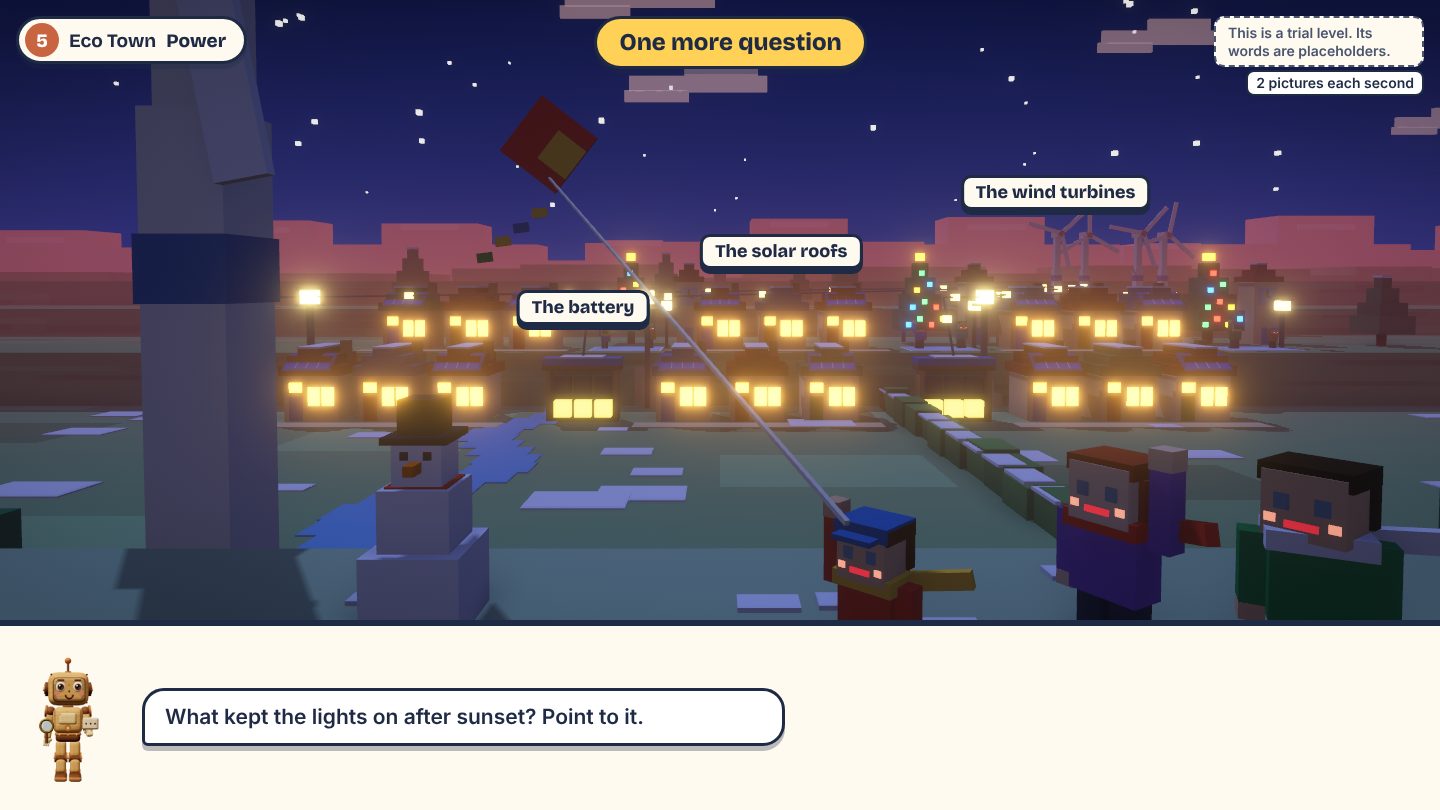 5 Eco Town Power
One more question
This is a trial level. Its
words are placeholders.
2 pictures each second
The wind turbines
The solar roofs
The battery
What kept the lights on after sunset? Point to it.